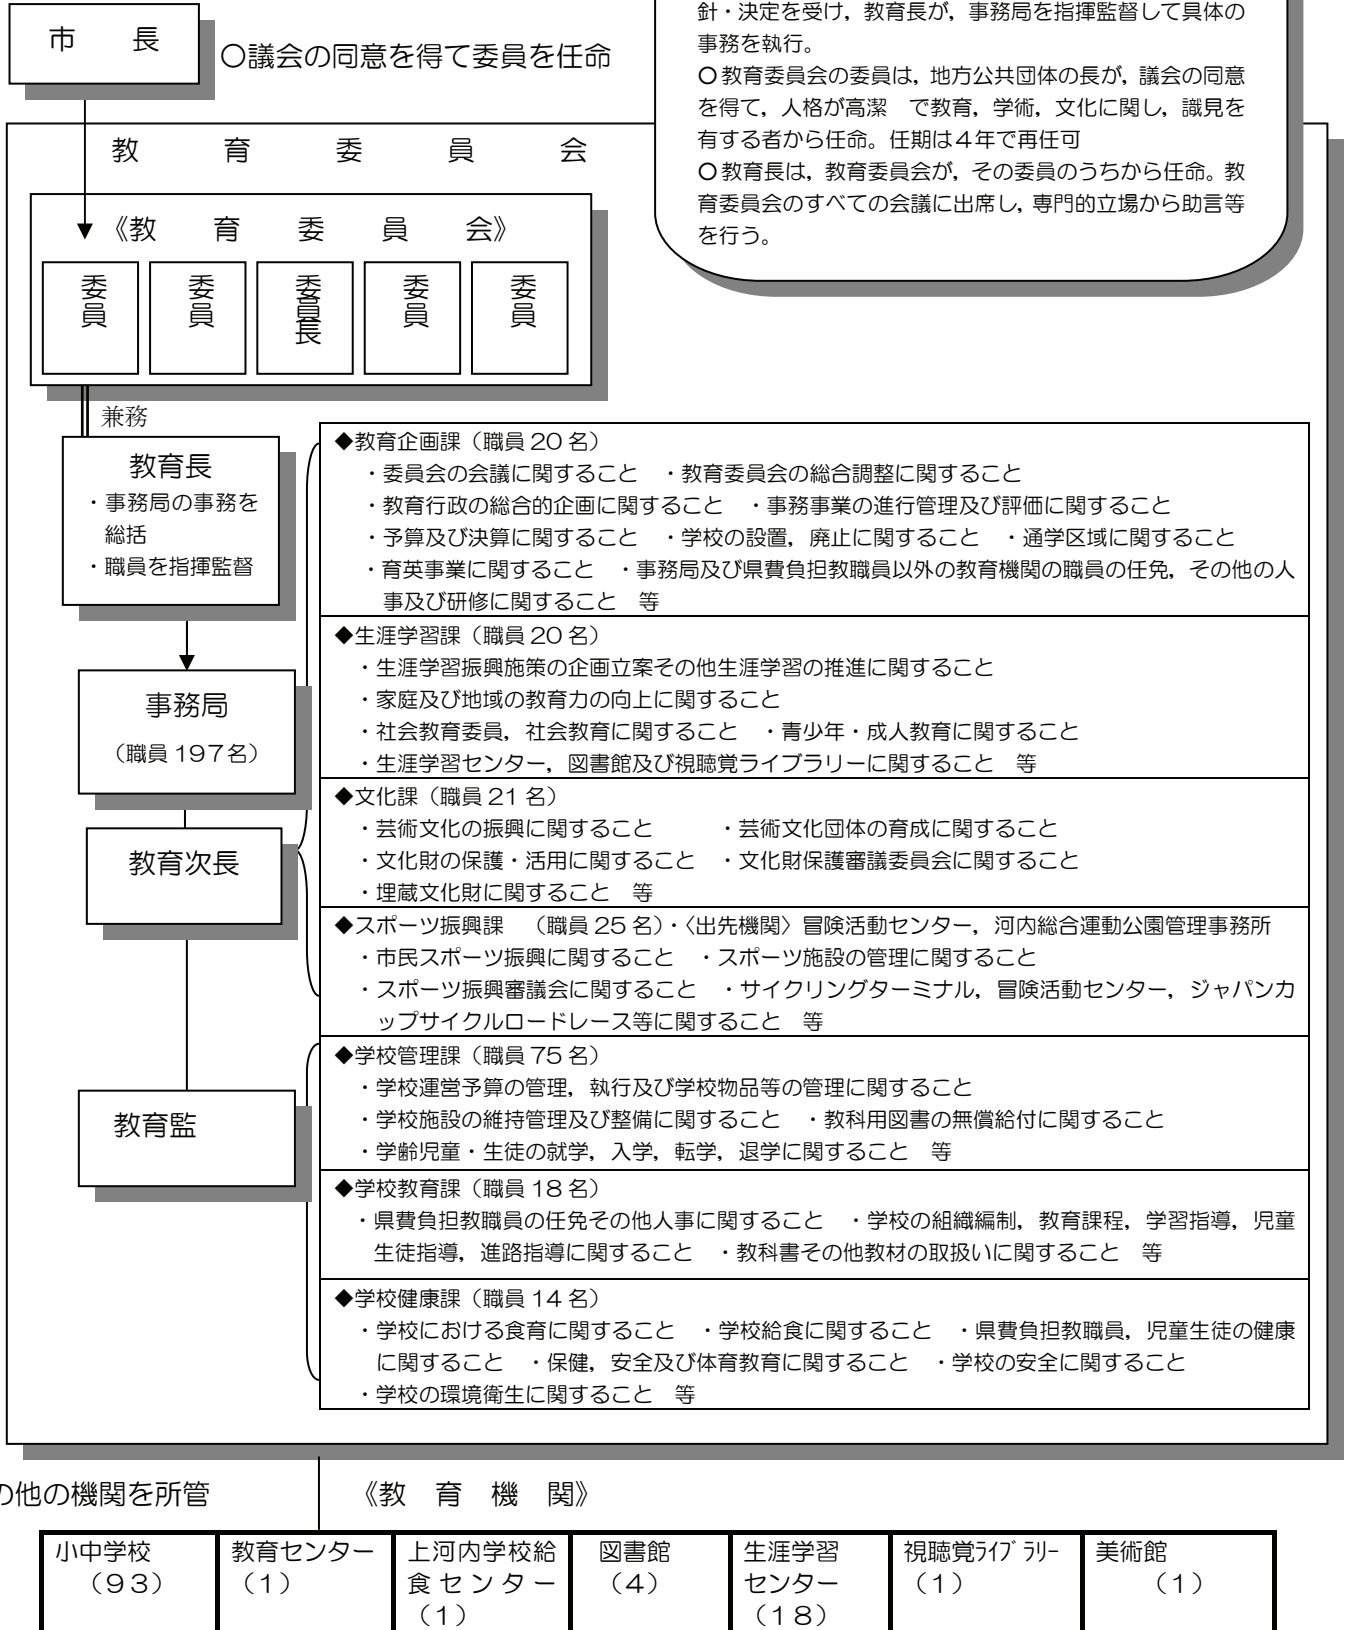 針・決定を受け，教育長が，事務局を指揮監督して具体の
事務を執行。
〇教育委員会の委員は，地方公共団体の長が，議会の同意
を得て，人格が高潔　で教育，学術，文化に関し，識見を
有する者から任命。任期は４年で再任可
〇教育長は，教育委員会が，その委員のうちから任命。教
育委員会のすべての会議に出席し，専門的立場から助言等
を行う。
市　長
〇議会の同意を得て委員を任命
教　育　委　員　会
《教　育　委　員　会》
委員
委員
委員長
委員
委員
兼務
教育長
・事務局の事務を
総括
・職員を指揮監督
事務局
（職員197名）
教育次長
教育監
◆教育企画課（職員20名）
・委員会の会議に関すること　・教育委員会の総合調整に関すること
・教育行政の総合的企画に関すること　・事務事業の進行管理及び評価に関すること
・予算及び決算に関すること　・学校の設置，廃止に関すること　・通学区域に関すること
・育英事業に関すること　・事務局及び県費負担教職員以外の教育機関の職員の任免，その他の人
事及び研修に関すること　等
◆生涯学習課（職員20名）
・生涯学習振興施策の企画立案その他生涯学習の推進に関すること
・家庭及び地域の教育力の向上に関すること
・社会教育委員，社会教育に関すること　・青少年・成人教育に関すること
・生涯学習センター，図書館及び視聴覚ライブラリーに関すること　等
◆文化課（職員21名）
・芸術文化の振興に関すること　　・芸術文化団体の育成に関すること
・文化財の保護・活用に関すること　・文化財保護審議委員会に関すること
・埋蔵文化財に関すること　等
◆スポーツ振興課　（職員25名）・〈出先機関〉冒険活動センター，河内総合運動公園管理事務所
・市民スポーツ振興に関すること　・スポーツ施設の管理に関すること
・スポーツ振興審議会に関すること　・サイクリングターミナル，冒険活動センター，ジャパンカ
ップサイクルロードレース等に関すること　等
◆学校管理課（職員75名）
・学校運営予算の管理，執行及び学校物品等の管理に関すること
・学校施設の維持管理及び整備に関すること　・教科用図書の無償給付に関すること
・学齢児童・生徒の就学，入学，転学，退学に関すること　等
◆学校教育課（職員18名）
・県費負担教職員の任免その他人事に関すること　・学校の組織編制，教育課程，学習指導，児童
生徒指導，進路指導に関すること　・教科書その他教材の取扱いに関すること　等
◆学校健康課（職員14名）
・学校における食育に関すること　・学校給食に関すること　・県費負担教職員，児童生徒の健康
に関すること　・保健，安全及び体育教育に関すること　・学校の安全に関すること
・学校の環境衛生に関すること　等
の他の機関を所管
《教　育　機　関》
小中学校
（９３）
教育センター
（１）
上河内学校給
食センター
（１）
図書館
（４）
生涯学習
センター
（１８）
視聴覚ﾗｲﾌﾞﾗﾘｰ
（１）
美術館
（１）